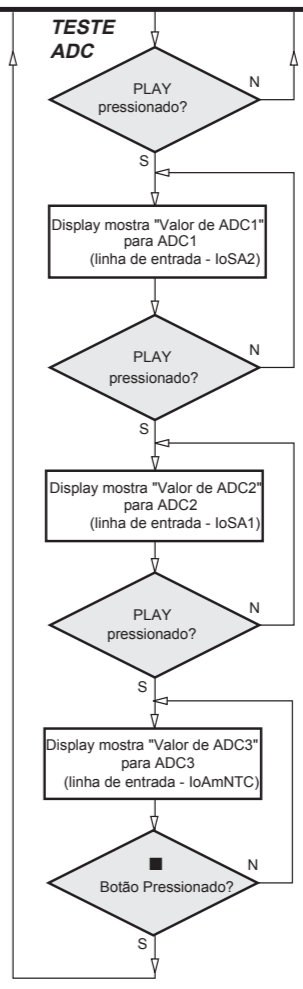 TESTE
ADC
PLAY
pressionado?
N
S
Display mostra "Valor de ADC1"
para ADC1
(linha de entrada - IoSA2)
PLAY
pressionado?
N
S
Display mostra "Valor de ADC2"
para ADC2
(linha de entrada - IoSA1)
PLAY
pressionado?
N
S
Display mostra "Valor de ADC3"
para ADC3
(linha de entrada - IoAmNTC)
■
Botão Pressionado?
N
S